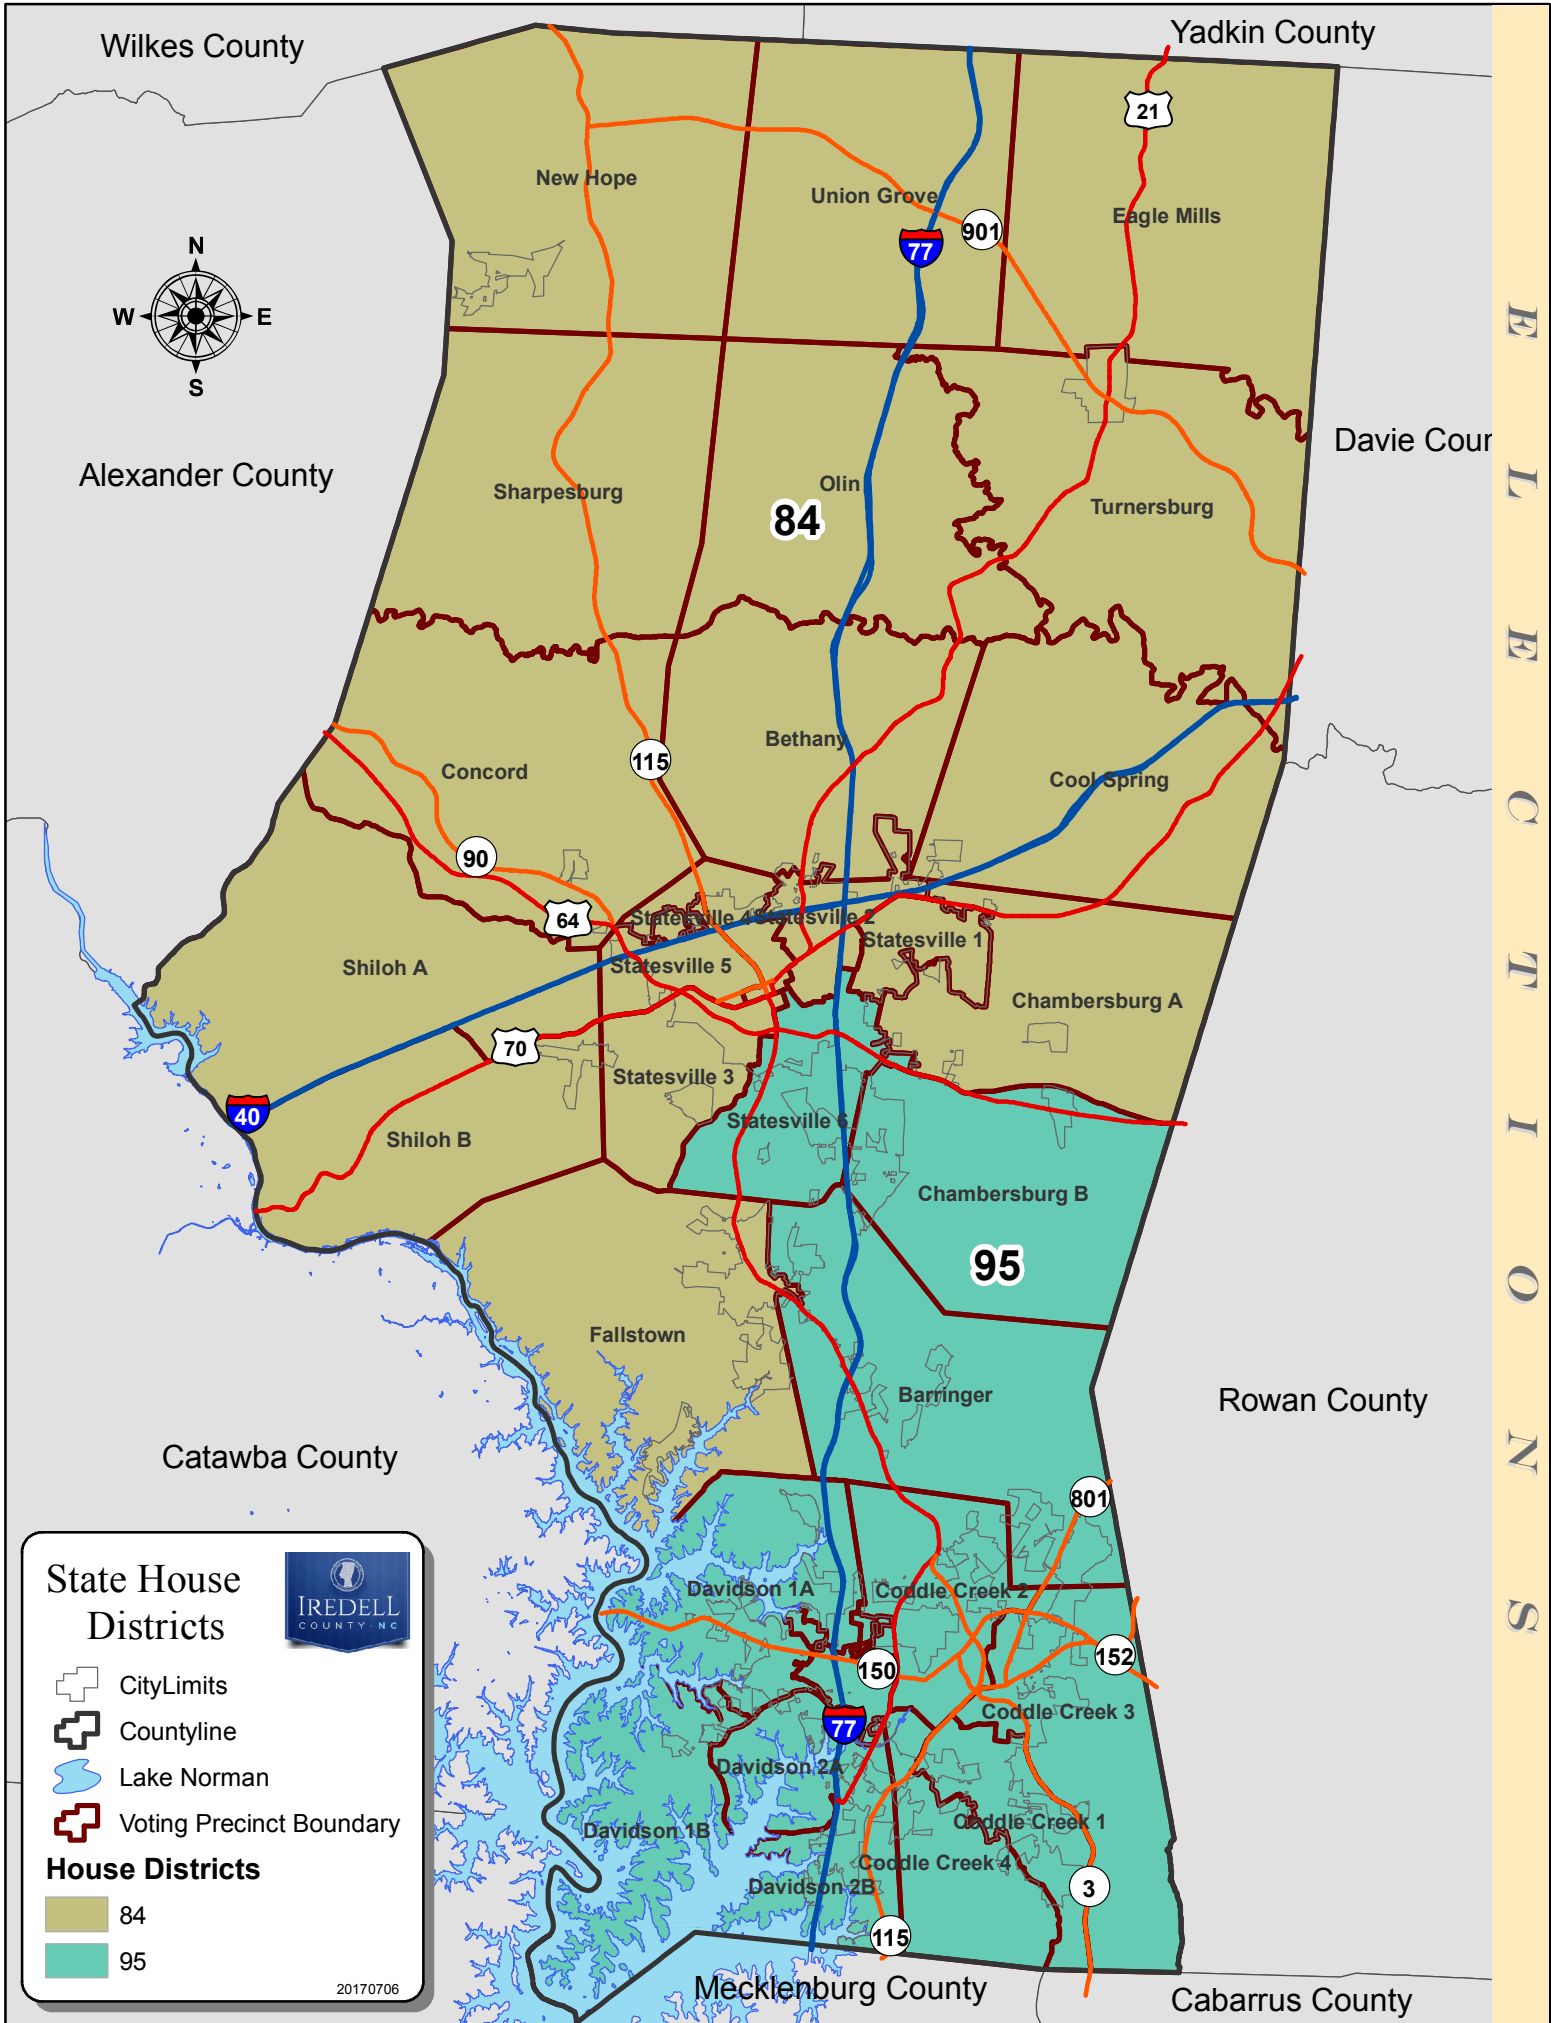 Wilkes County
Yadkin County
21
New Hope
Union Grove
Eagle Mills
901
77
N
W
E
S
Davie Coun
Alexander County
Sharpesburg
Olin
84
Turnersburg
Bethany
115
Concord
Cool Spring
90
64
Statesville 4
Statesville 2
Statesville 1
Shiloh A
Statesville 5
Chambersburg A
70
Statesville 3
40
Statesville 6
Shiloh B
Chambersburg B
95
Fallstown
Barringer
Rowan County
Catawba County
801
Davidson 1A
Coddle Creek 2
152
150
Coddle Creek 3
77
Davidson 2A
Davidson 1B
Coddle Creek 1
Coddle Creek 4
Davidson 2B
3
115
Mecklenburg County
Cabarrus County
State House
Districts
IREDELL
COUNTY · NC
CityLimits
Countyline
Lake Norman
Voting Precinct Boundary
House Districts
84
95
20170706
ELECTIONS